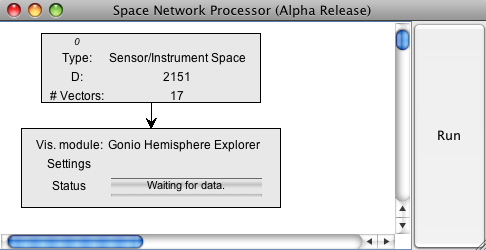 Space Network Processor (Alpha Release)
0
Type: Sensor/Instrument Space
D: 2151
# Vectors: 17
Run
Vis. module: Gonio Hemisphere Explorer
Settings
Status Waiting for data.